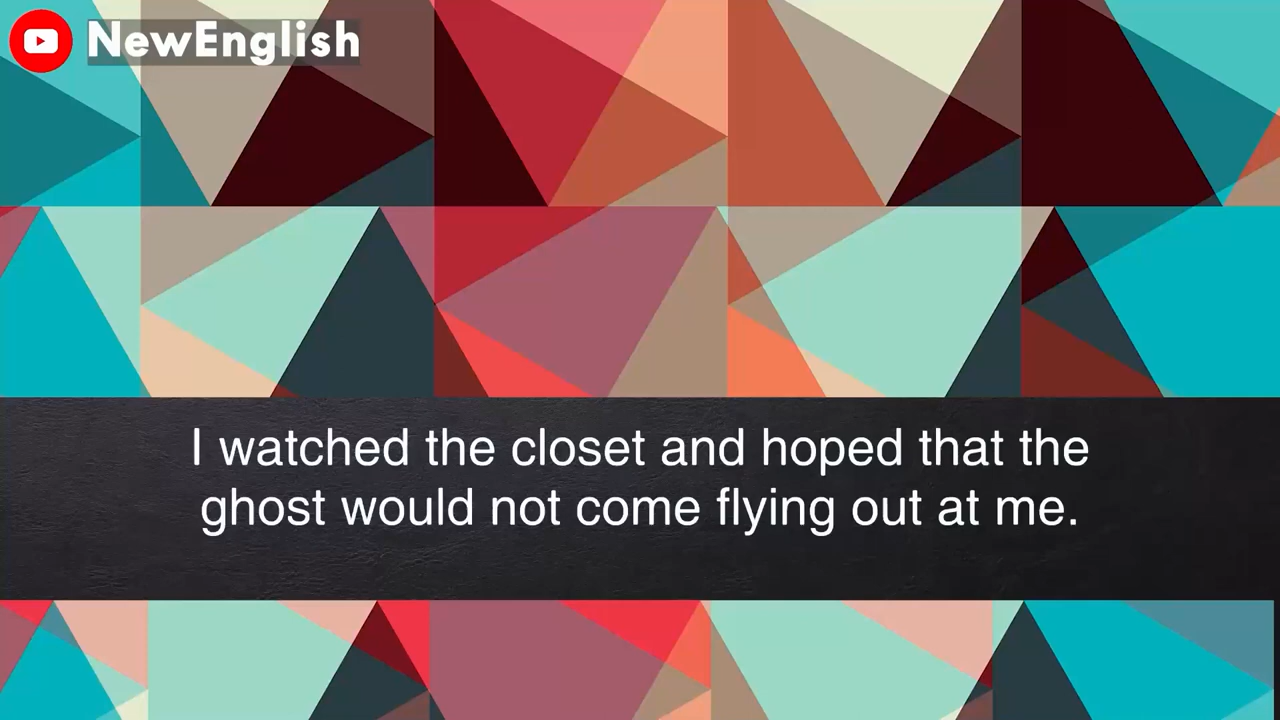 NewEnglish
I watched the closet and hoped that the
ghost would not come flying out at me.